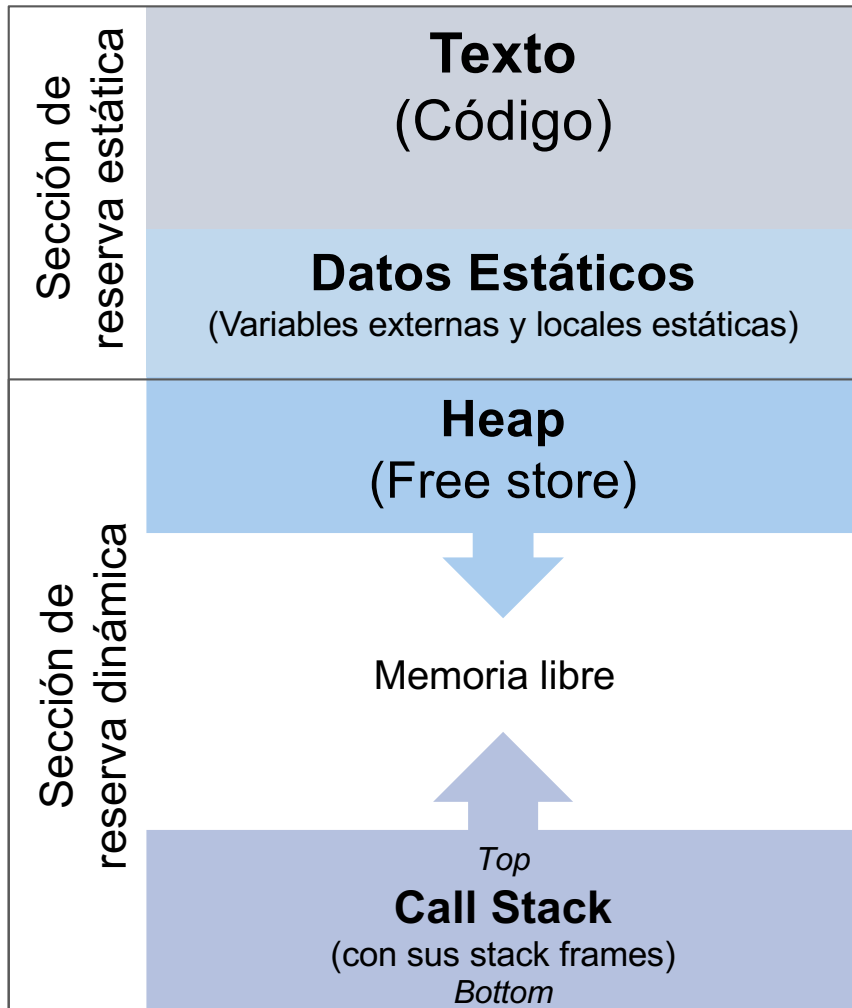 Sección de
reserva estática
Texto
(Código)
Datos Estáticos
(Variables externas y locales estáticas)
Sección de
reserva dinámica
Heap
(Free store)
Memoria libre
Top
Call Stack
(con sus stack frames)
Bottom